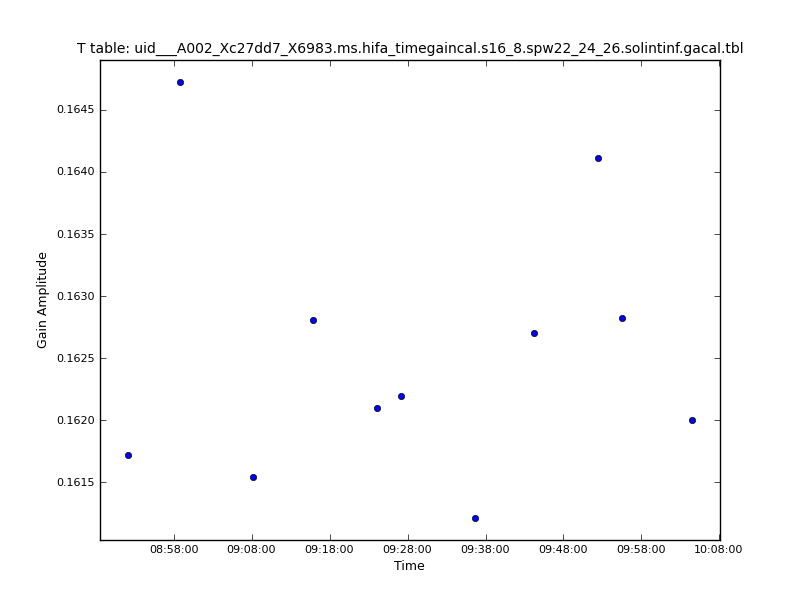 T table: uid___A002_Xc27dd7_X6983.ms.hifa_timegaincal.s16_8.spw22_24_26.solintinf.gacal.tbl
0.1645
0.1640
0.1635
0.1630
0.1625
0.1620
0.1615
Gain Amplitude
08:58:00 09:08:00 09:18:00 09:28:00 09:38:00 09:48:00 09:58:00 10:08:00
Time